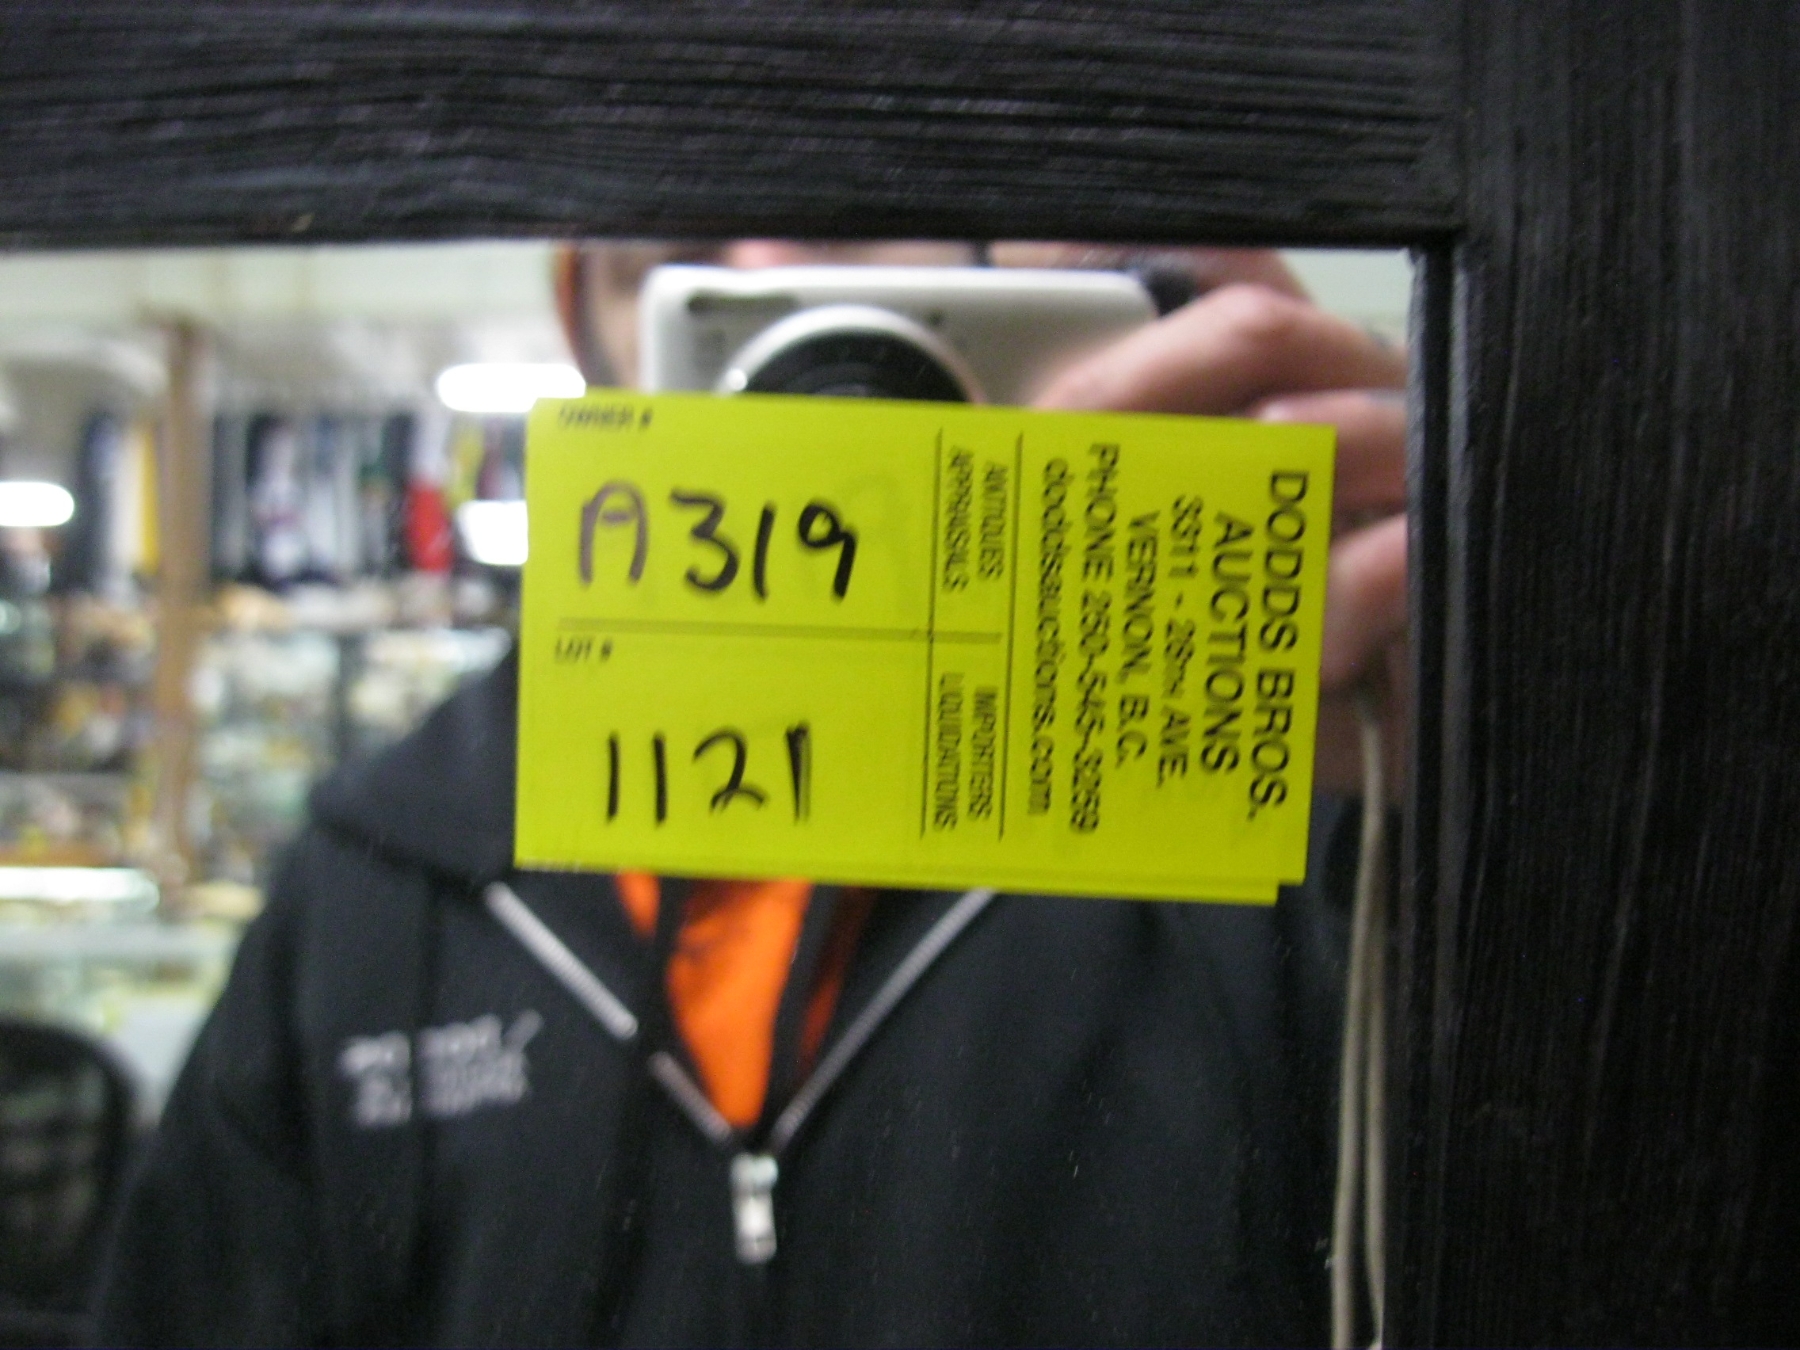 OWNER #
A319
LOT #
1121
ANTIQUES
APPRAISALS
IMPORTERS
LIQUIDATIONS
DODDS BROS.
AUCTIONS
3311 - 28TH AVE.
VERNON, B.C.
PHONE 250-545-3259
doddsauctions.com